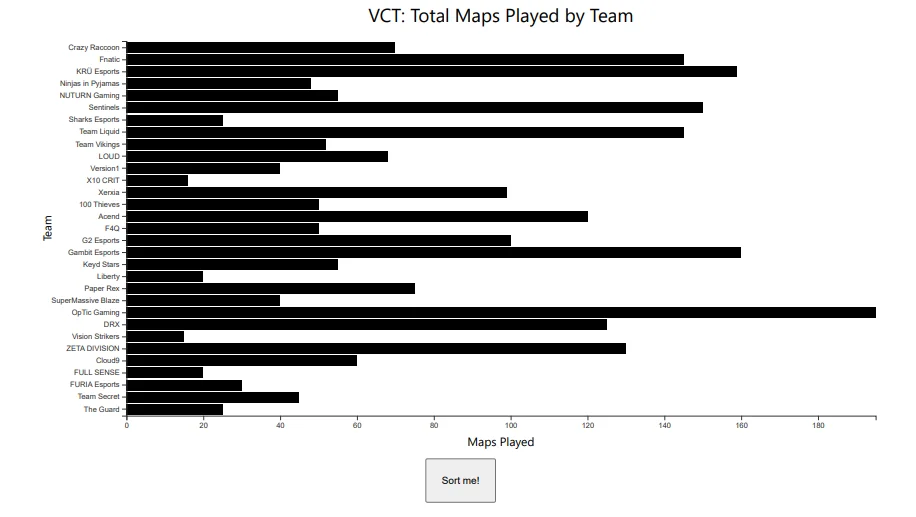 VCT: Total Maps Played by Team
Crazy Raccoon
Fnatic
KRÜ Esports
Ninjas in Pyjamas
NUTURN Gaming
Sentinels
Sharks Esports
Team Liquid
Team Vikings
LOUD
Version1
X10 CRIT
Xerxia
100 Thieves
Acend
F4Q
G2 Esports
Gambit Esports
Keyd Stars
Liberty
Paper Rex
SuperMassive Blaze
OpTic Gaming
DRX
Vision Strikers
ZETA DIVISION
Cloud9
FULL SENSE
FURIA Esports
Team Secret
The Guard
Team
0 20 40 60 80 100 120 140 160 180
Maps Played
Sort me!